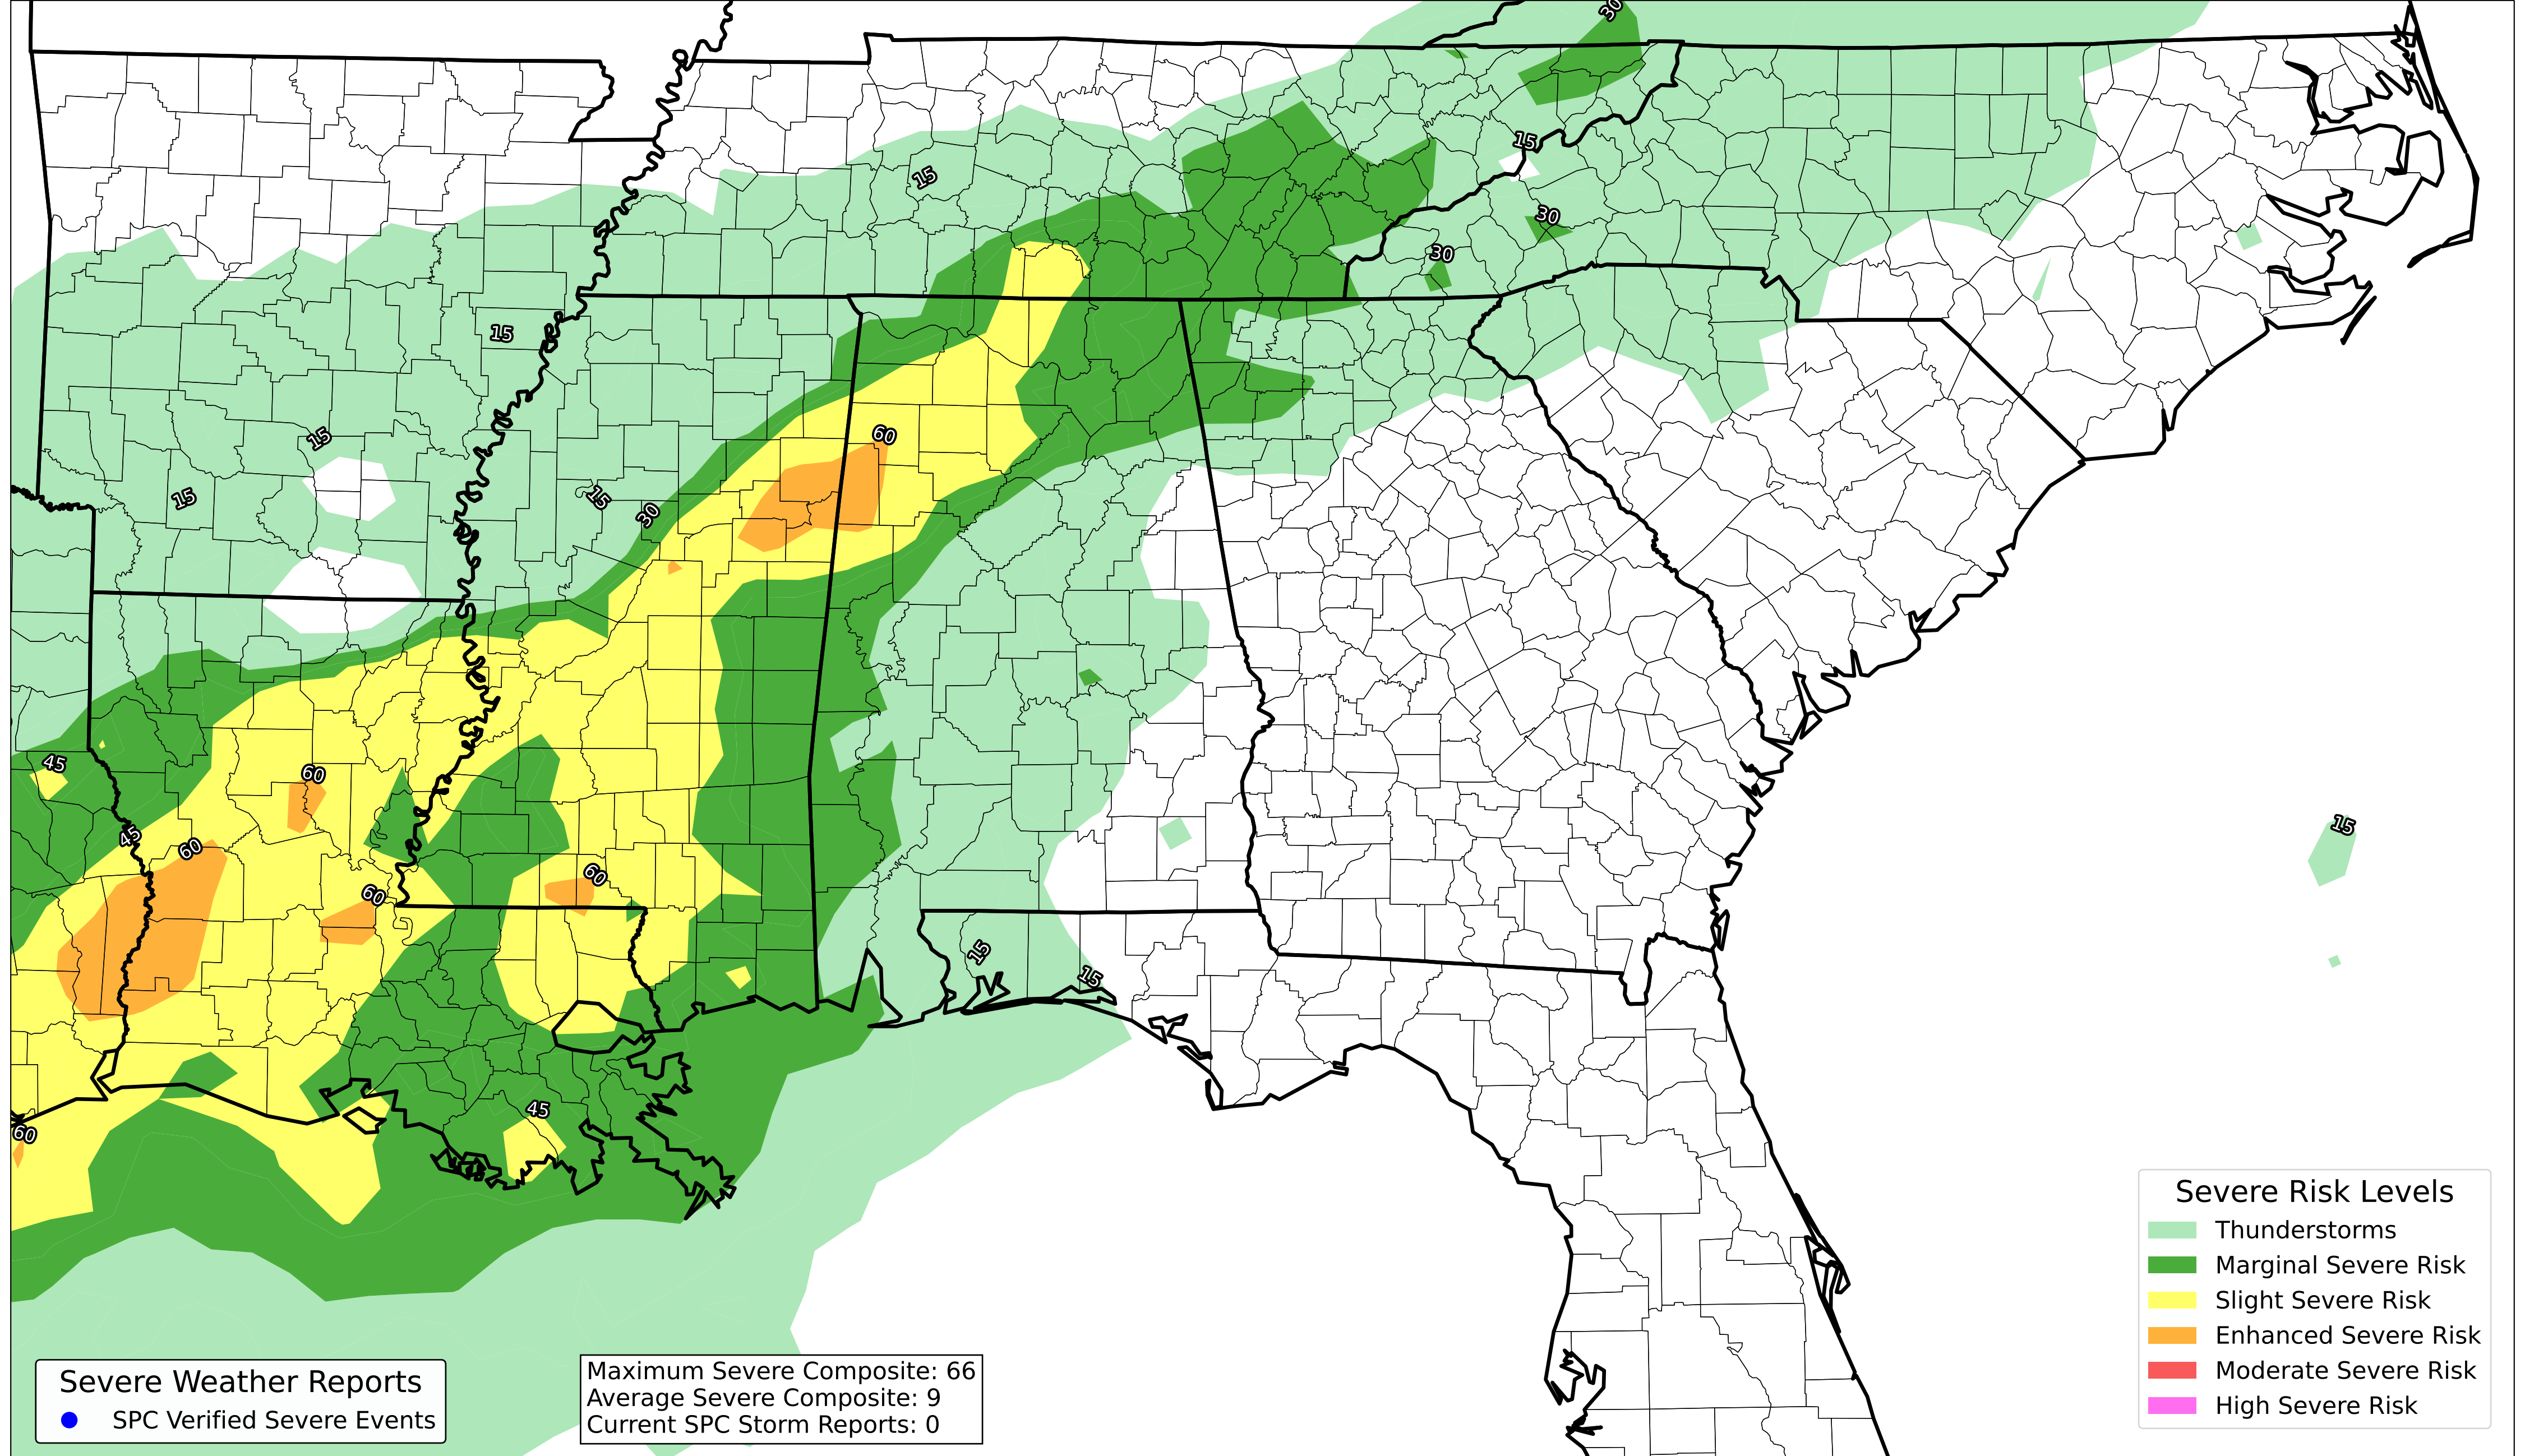 30
15
15
30
30
15
60
15
15
15
30
45
60
15
45
60
60
60
15
15
45
60
Severe Risk Levels
Thunderstorms
Marginal Severe Risk
Slight Severe Risk
Enhanced Severe Risk
Moderate Severe Risk
High Severe Risk
Severe Weather Reports
SPC Verified Severe Events
Maximum Severe Composite: 66
Average Severe Composite: 9
Current SPC Storm Reports: 0